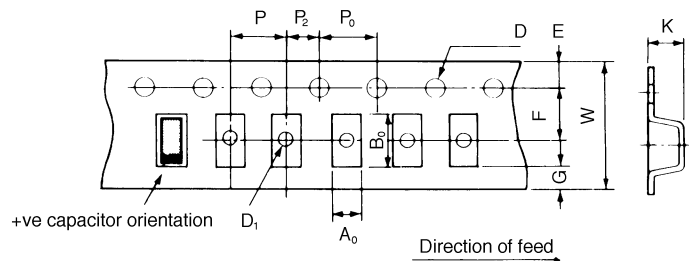 P P₂ P₀ D E K
F
W
B₀
G
+ve capacitor orientation
D₁
A₀
Direction of feed